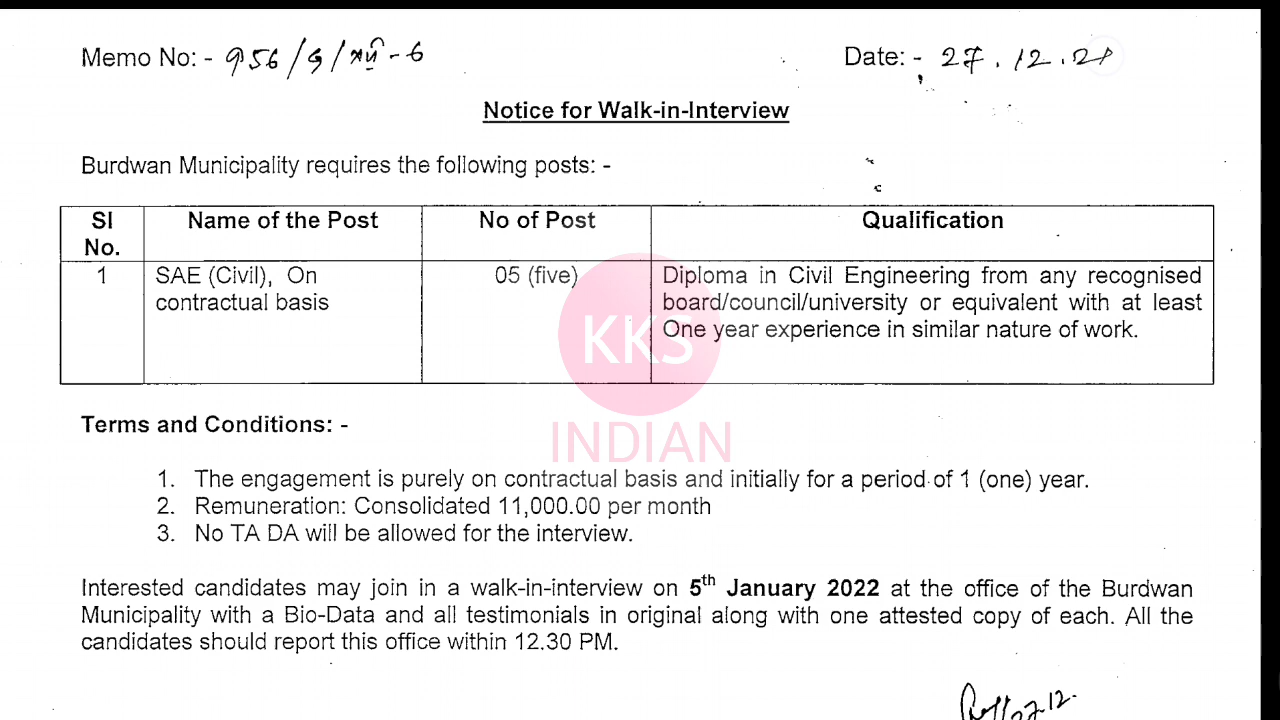 Memo No: -
Date: - 27.12.21
Notice for Walk-in-Interview
Burdwan Municipality requires the following posts: -
Sl No. Name of the Post No of Post Qualification
1 SAE (Civil), On contractual basis 05 (five) Diploma in Civil Engineering from any recognised
board/council/university or equivalent with at least
One year experience in similar nature of work.
KKS
INDIAN
Terms and Conditions: -
1. The engagement is purely on contractual basis and initially for a period of 1 (one) year.
2. Remuneration: Consolidated 11,000.00 per month
3. No TA DA will be allowed for the interview.
Interested candidates may join in a walk-in-interview on 5th January 2022 at the office of the Burdwan
Municipality with a Bio-Data and all testimonials in original along with one attested copy of each. All the
candidates should report this office within 12.30 PM.
27.12.